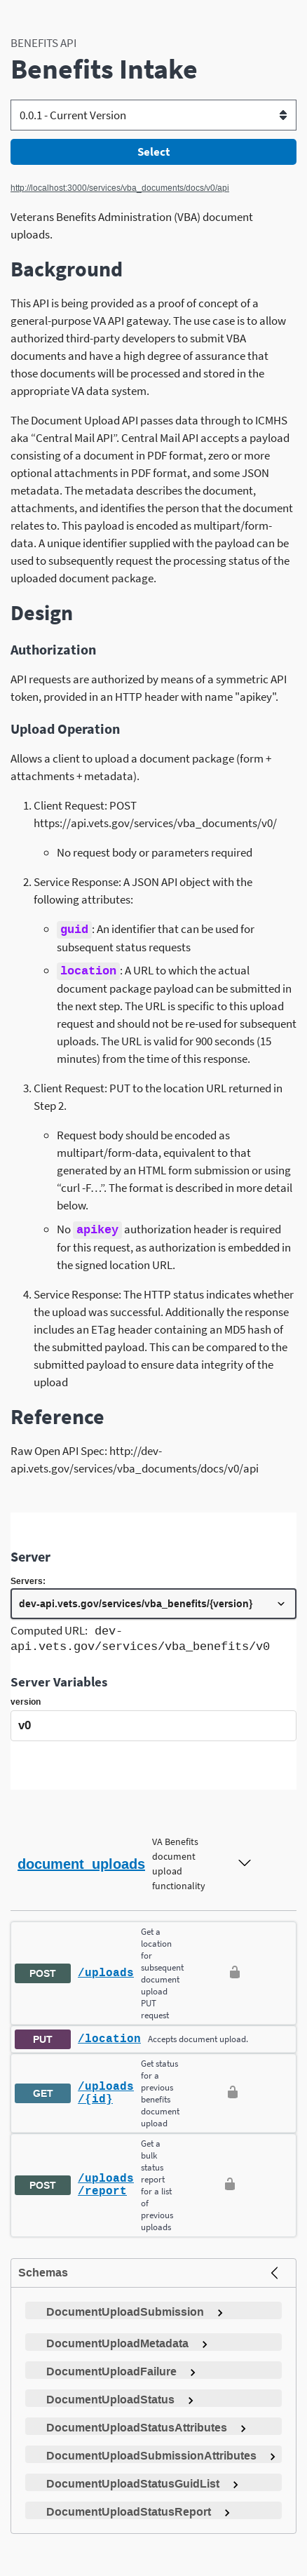 BENEFITS API
Benefits Intake
0.0.1 - Current Version
Select
http://localhost:3000/services/vba_documents/docs/v0/api
Veterans Benefits Administration (VBA) document
uploads.
Background
This API is being provided as a proof of concept of a
general-purpose VA API gateway. The use case is to allow
authorized third-party developers to submit VBA
documents and have a high degree of assurance that
those documents will be processed and stored in the
appropriate VA data system.
The Document Upload API passes data through to ICMHS
aka “Central Mail API”. Central Mail API accepts a payload
consisting of a document in PDF format, zero or more
optional attachments in PDF format, and some JSON
metadata. The metadata describes the document,
attachments, and identifies the person that the document
relates to. This payload is encoded as multipart/form-
data. A unique identifier supplied with the payload can be
used to subsequently request the processing status of the
uploaded document package.
Design
Authorization
API requests are authorized by means of a symmetric API
token, provided in an HTTP header with name "apikey".
Upload Operation
Allows a client to upload a document package (form +
attachments + metadata).
1. Client Request: POST
https://api.vets.gov/services/vba_documents/v0/
◦ No request body or parameters required
2. Service Response: A JSON API object with the
following attributes:
◦ guid: An identifier that can be used for
subsequent status requests
◦ location: A URL to which the actual
document package payload can be submitted in
the next step. The URL is specific to this upload
request and should not be re-used for subsequent
uploads. The URL is valid for 900 seconds (15
minutes) from the time of this response.
3. Client Request: PUT to the location URL returned in
Step 2.
◦ Request body should be encoded as
multipart/form-data, equivalent to that
generated by an HTML form submission or using
“curl -F…”. The format is described in more detail
below.
◦ No apikey authorization header is required
for this request, as authorization is embedded in
the signed location URL.
4. Service Response: The HTTP status indicates whether
the upload was successful. Additionally the response
includes an ETag header containing an MD5 hash of
the submitted payload. This can be compared to the
submitted payload to ensure data integrity of the
upload
Reference
Raw Open API Spec: http://dev-
api.vets.gov/services/vba_documents/docs/v0/api
Server
Servers:
dev-api.vets.gov/services/vba_benefits/{version}
Computed URL: dev-
api.vets.gov/services/vba_benefits/v0
Server Variables
version
v0
document_uploads
VA Benefits
document
upload
functionality
POST
/uploads
Get a
location
for
subsequent
document
upload
PUT
request
PUT
/location
Accepts document upload.
GET
/uploads
/{id}
Get status
for a
previous
benefits
document
upload
POST
/uploads
/report
Get a
bulk
status
report
for a list
of
previous
uploads
Schemas
DocumentUploadSubmission
DocumentUploadMetadata
DocumentUploadFailure
DocumentUploadStatus
DocumentUploadStatusAttributes
DocumentUploadSubmissionAttributes
DocumentUploadStatusGuidList
DocumentUploadStatusReport